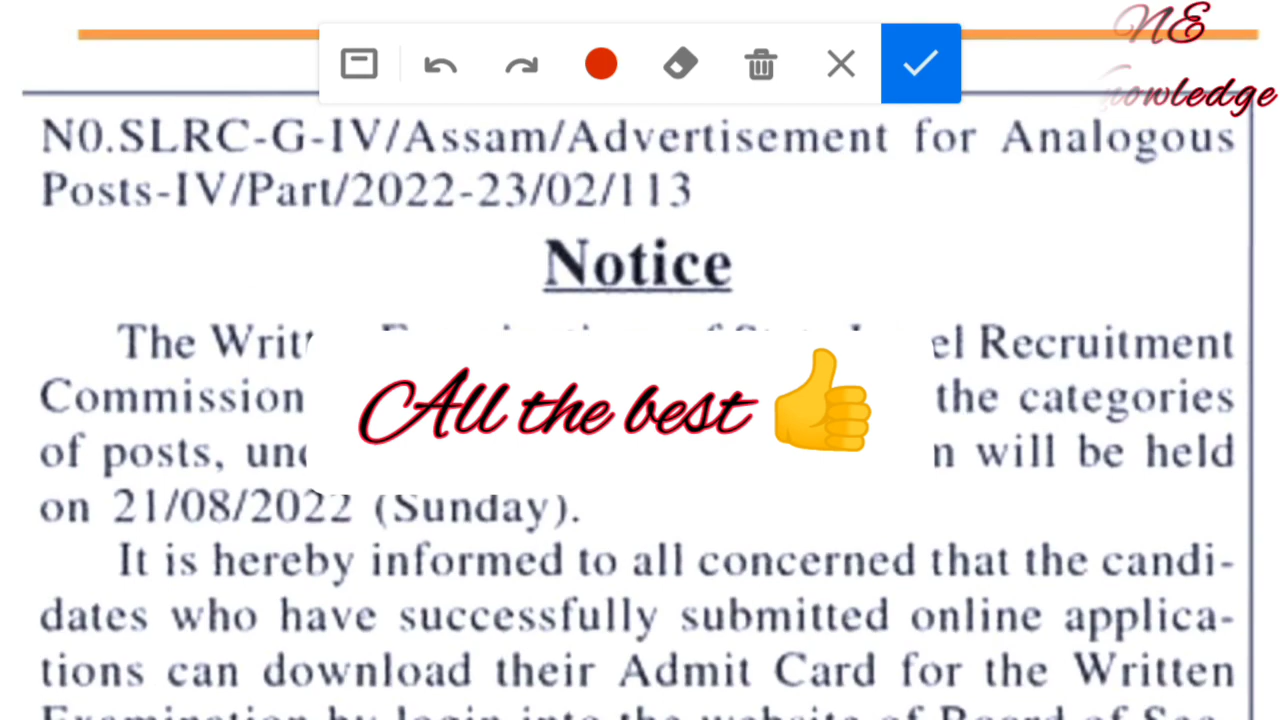 NE
Knowledge
N0.SLRC-G-IV/Assam/Advertisement for Analogous
Posts-IV/Part/2022-23/02/113
Notice
The el Recruitment
Commission the categories
of posts, will be held
on 21/08/2022 (Sunday).
All the best 👍
It is hereby informed to all concerned that the candi-
dates who have successfully submitted online applica-
tions can download their Admit Card for the Written